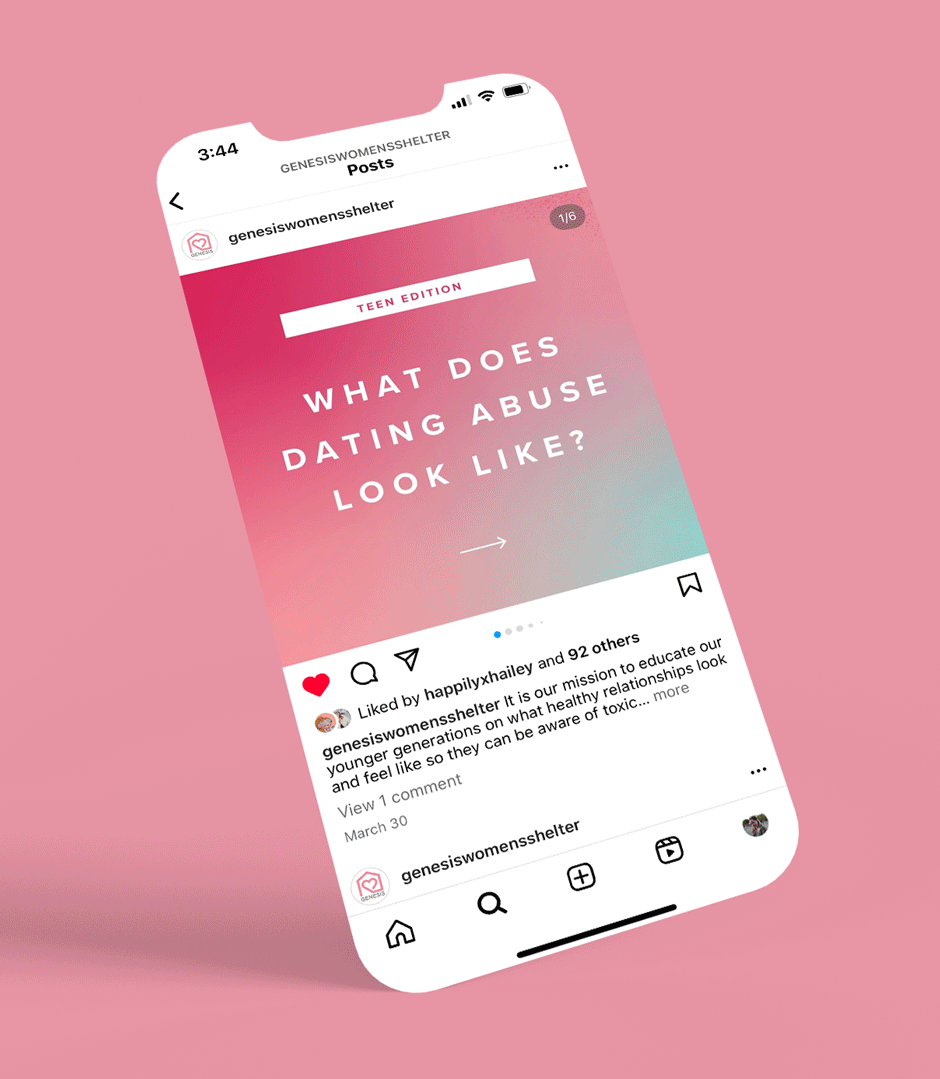 3:44
GENESISWOMENSSHELTER
Posts
GENESIS
genesiswomensshelter
1/6
TEEN EDITION
WHAT DOES
DATING ABUSE
LOOK LIKE?
Liked by happilyxhailey and 92 others
genesiswomensshelter It is our mission to educate our
younger generations on what healthy relationships look
and feel like so they can be aware of toxic... more
View 1 comment
March 30
GENESIS
genesiswomensshelter